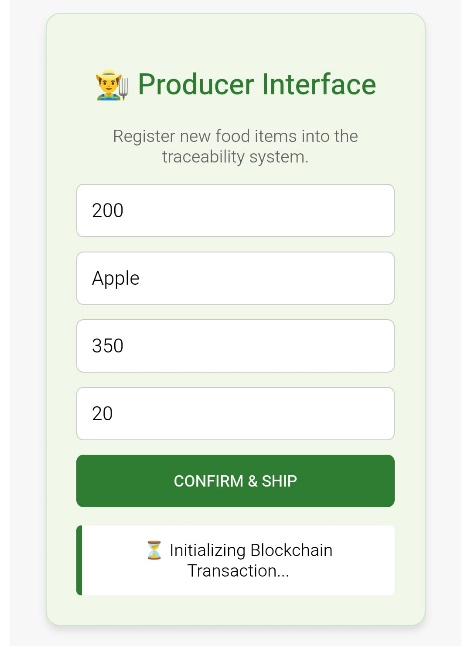 👨‍🌾 Producer Interface
Register new food items into the
traceability system.
200
Apple
350
20
CONFIRM & SHIP
⏳ Initializing Blockchain
Transaction...